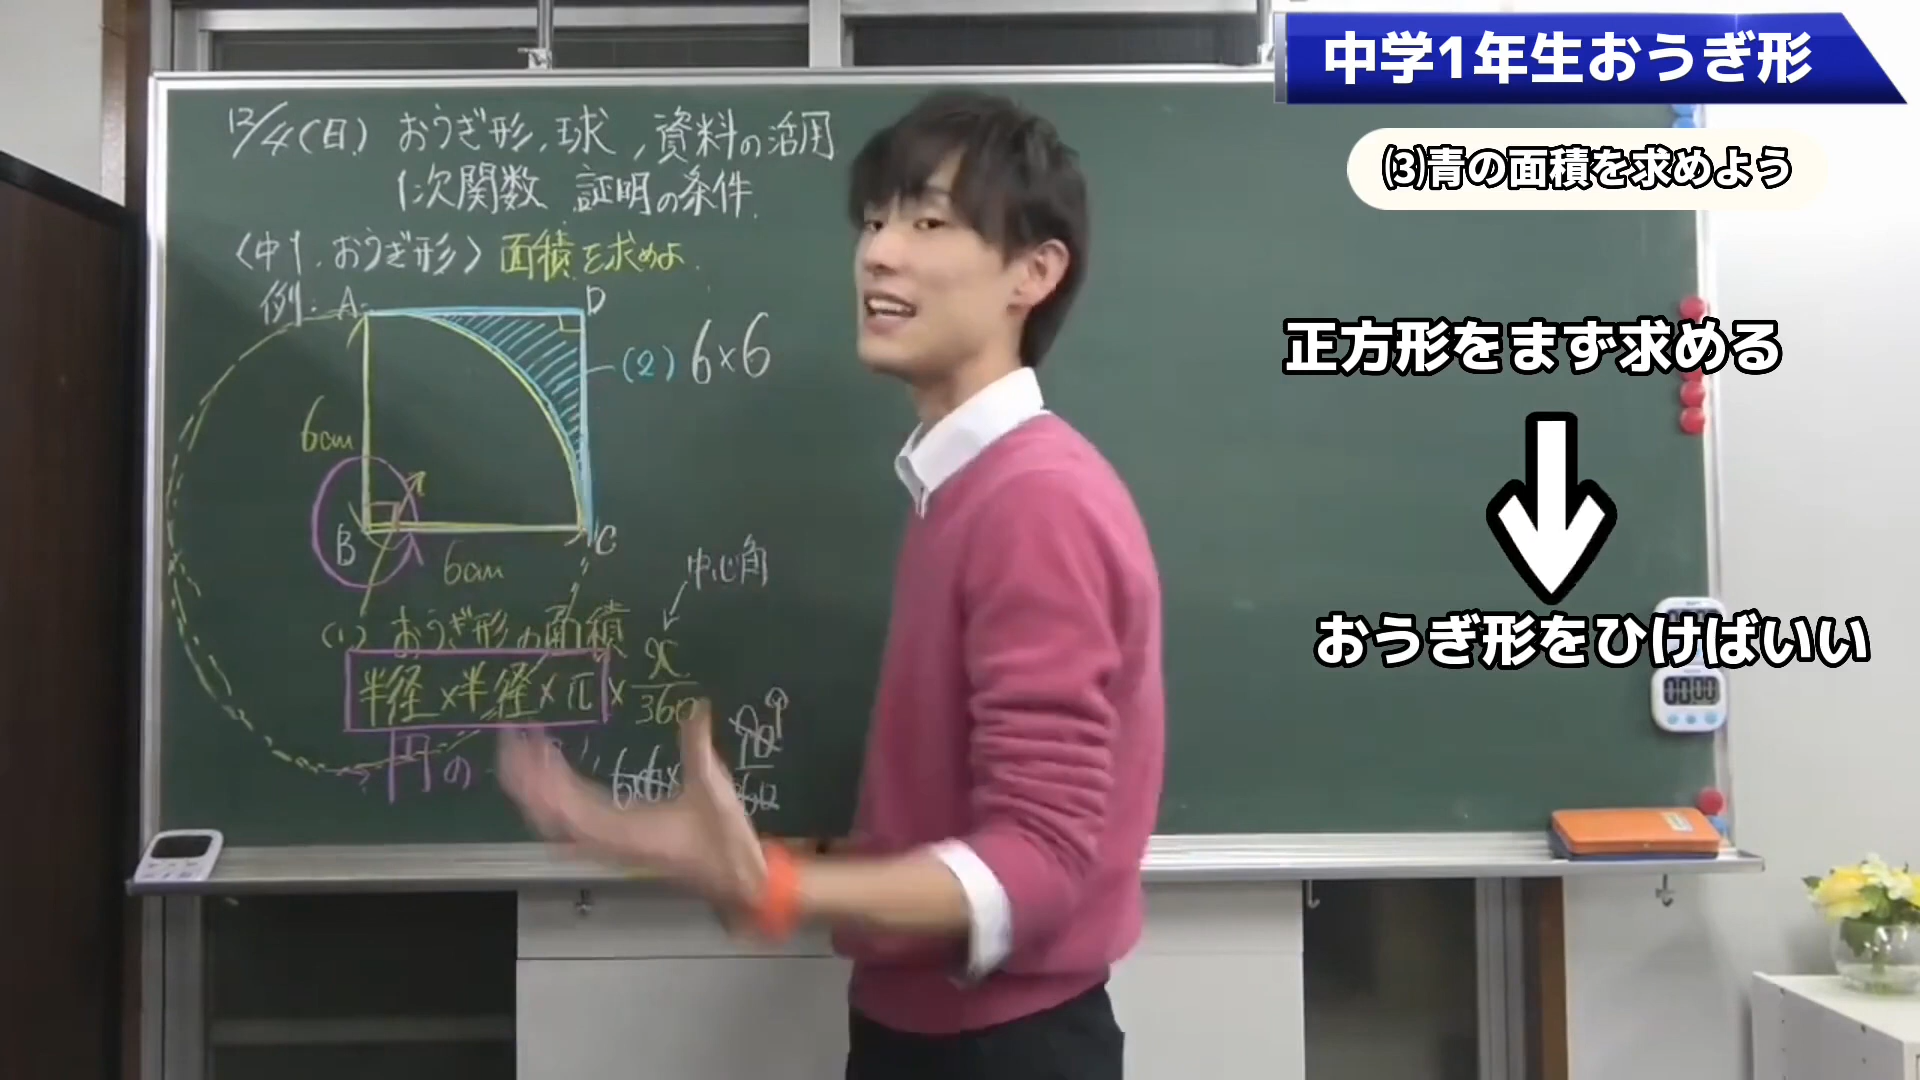 中学1年生おうぎ形
⑶青の面積を求めよう
正方形をまず求める
おうぎ形をひけばいい
12/4(日) おうぎ形,球,資料の活用
1次関数 証明の条件
〈中1.おうぎ形〉面積を求めよ.
例.
A
D
(2) 6×6
6cm
B
C
6cm
中心角
(1) おうぎ形の面積
半径×半径×π×x/360
円の
6×6×